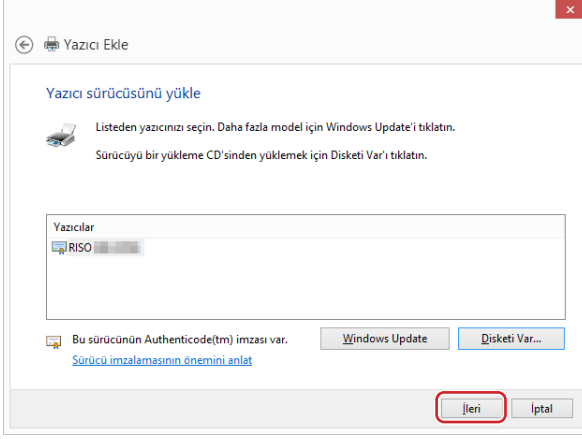 Yazıcı Ekle
Yazıcı sürücüsünü yükle
Listeden yazıcınızı seçin. Daha fazla model için Windows Update'i tıklatın.
Sürücüyü bir yükleme CD'sinden yüklemek için Disketi Var'ı tıklatın.
Yazıcılar
RISO
Bu sürücünün Authenticode(tm) imzası var.
Sürücü imzalamasının önemini anlat
Windows Update
Disketi Var...
İleri
İptal